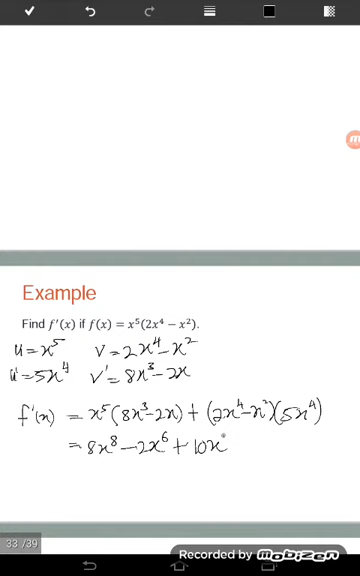 Example
Find f′(x) if f(x) = x⁵(2x⁴ − x²).
u = x⁵ v = 2x⁴ − x²
u' = 5x⁴ v' = 8x³ − 2x
f'(x) = x⁵(8x³ − 2x) + (2x⁴ − x²)(5x⁴)
= 8x⁸ − 2x⁶ + 10x
33 / 39
Recorded by Mobizen